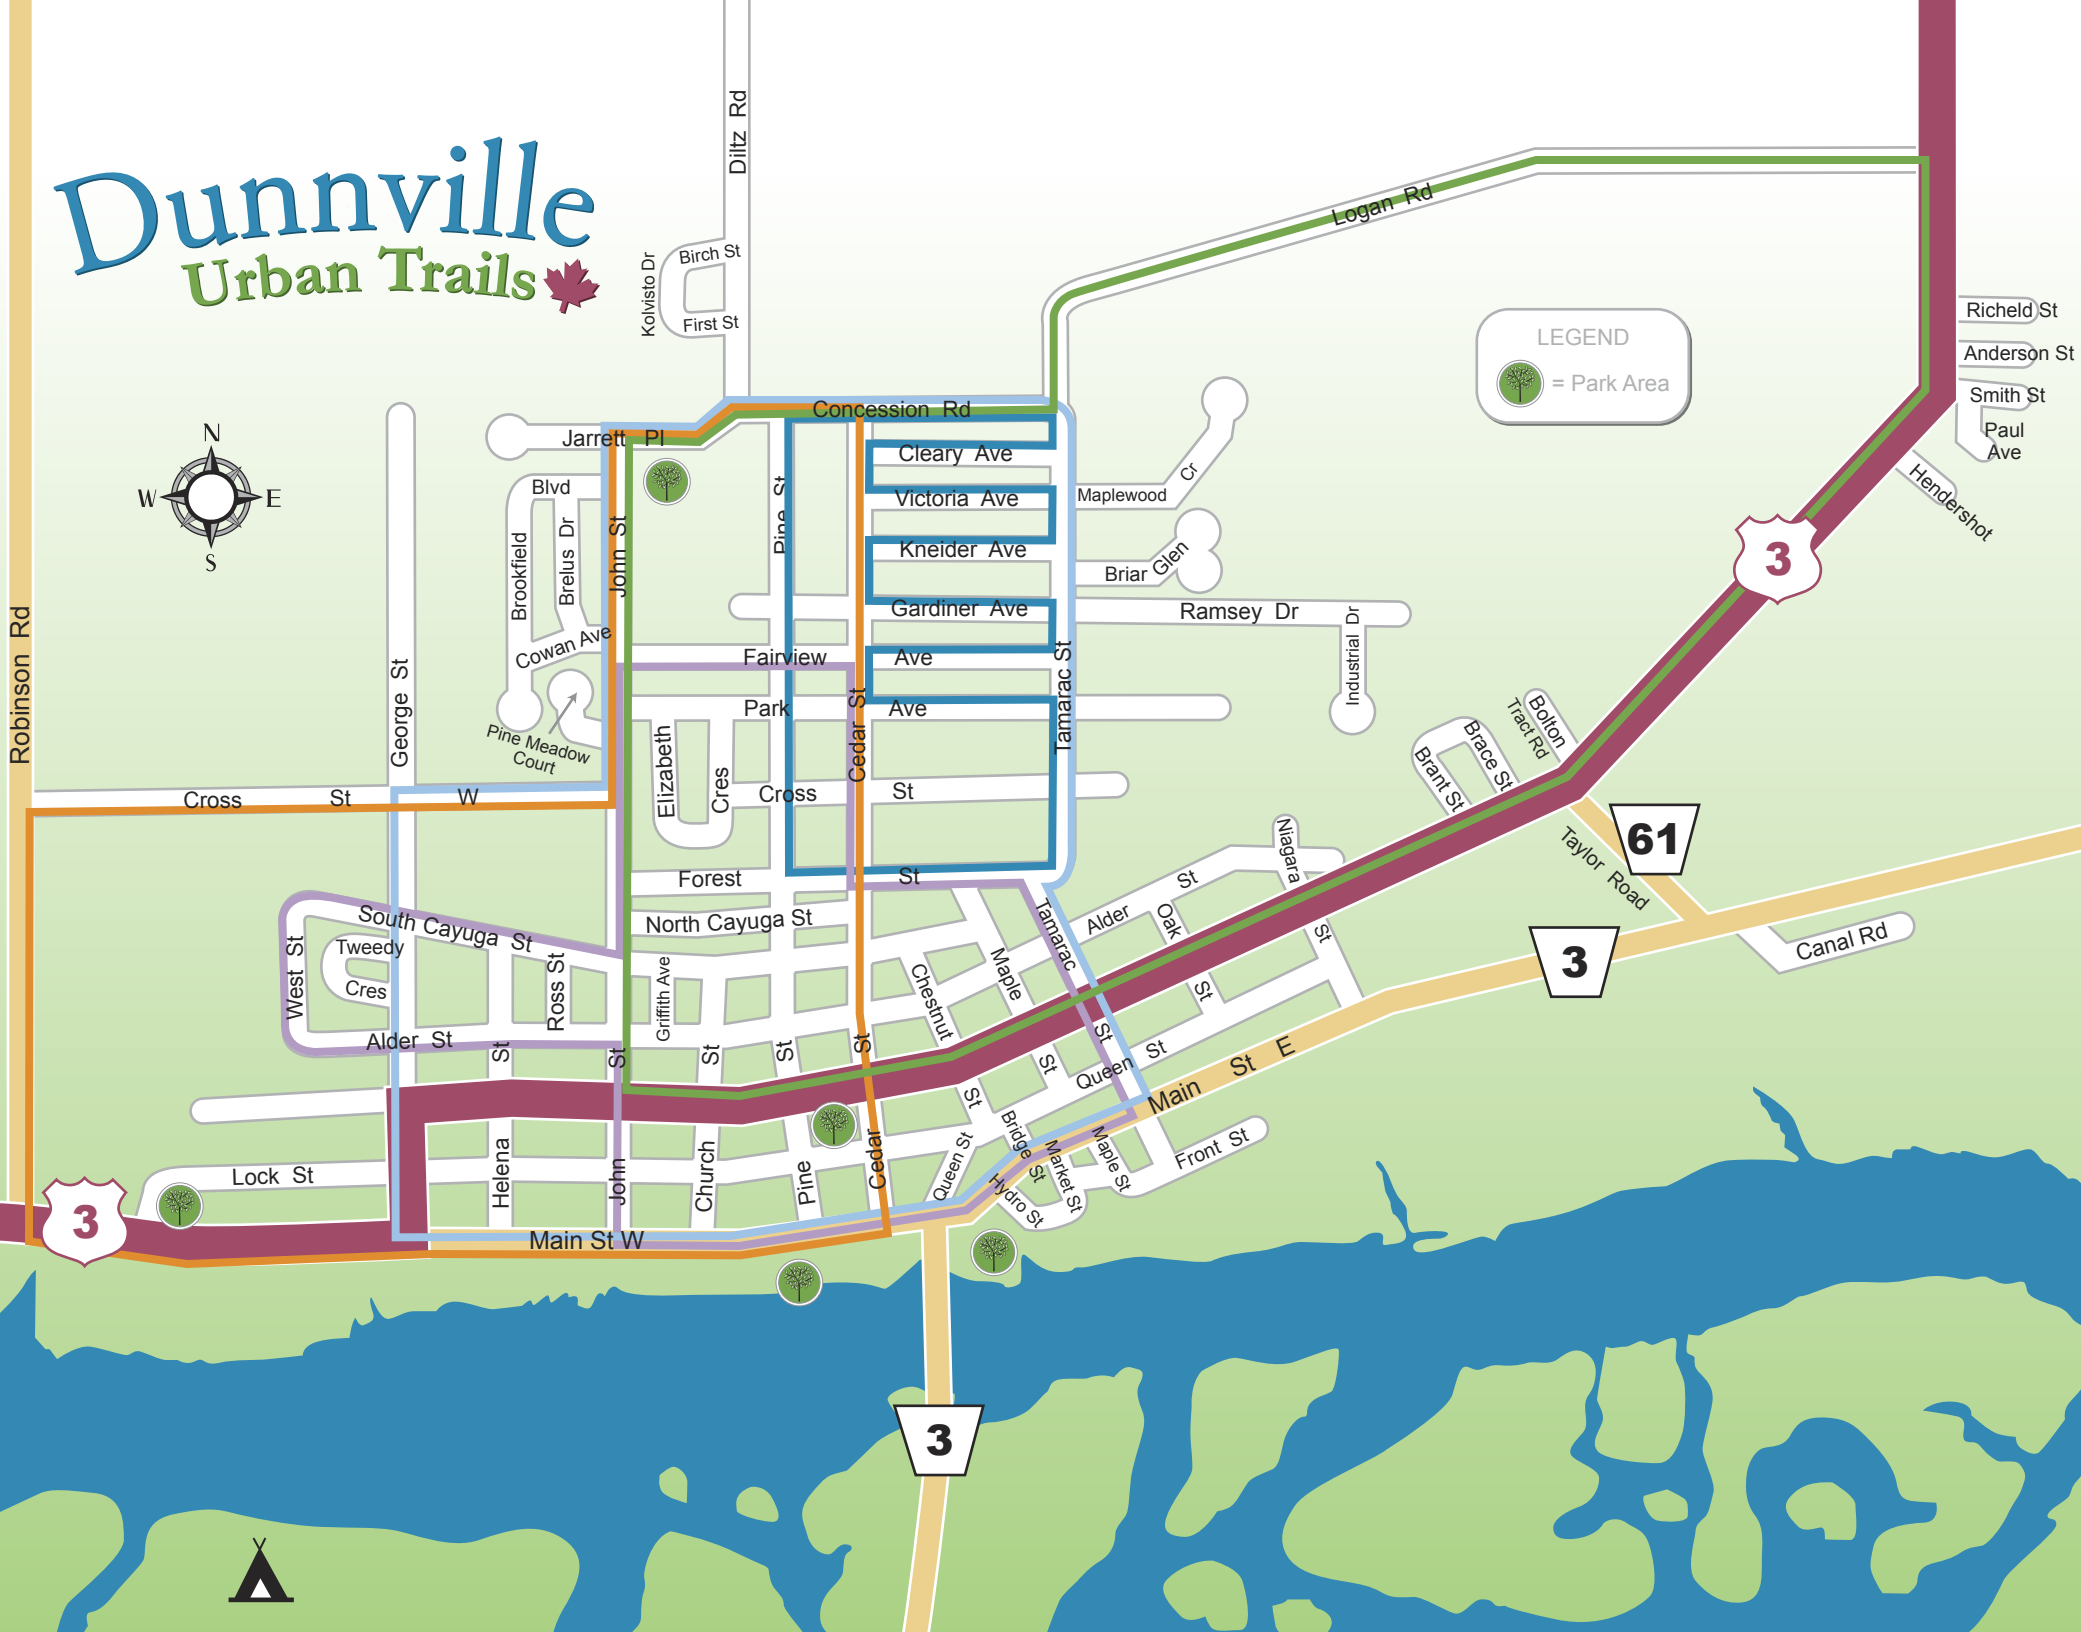 Dunnville
Urban Trails
Diltz Rd
Birch St
Kolvisto Dr
First St
Logan Rd
LEGEND
= Park Area
3
Richeld St
Anderson St
Smith St
Paul
Ave
Hendershot
N
W E
S
Concession Rd
Jarrett Pl
Blvd
Brookfield
Brelus Dr
Cowan Ave
John St
Pine St
Cleary Ave
Victoria Ave
Kneider Ave
Gardiner Ave
Maplewood Cr
Briar Glen
Ramsey Dr
Industrial Dr
Robinson Rd
George St
Pine Meadow
Court
Fairview Ave
Park Ave
Elizabeth Cres
Cedar St
Tamarac St
Cross St W
Cross St
Bolton
Tract Rd
Brace St
Brant St
Niagara St
61
Taylor Road
3
Canal Rd
Forest St
North Cayuga St
South Cayuga St
Tweedy
Cres
West St
Ross St
Griffith Ave
Alder St
Alder St
Oak St
Tamarac St
Maple St
Chestnut St
Queen St
Main St E
Helena St
John St
Church St
Pine St
Cedar St
Queen St
Bridge St
Market St
Maple St
Hydro St
Front St
Lock St
3
Main St W
3